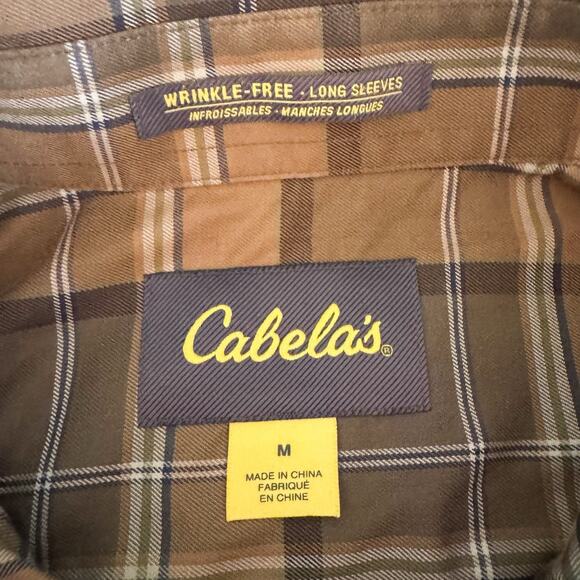 WRINKLE-FREE · LONG SLEEVES
INFROISSABLES · MANCHES LONGUES
Cabela's®
M
MADE IN CHINA
FABRIQUÉ
EN CHINE